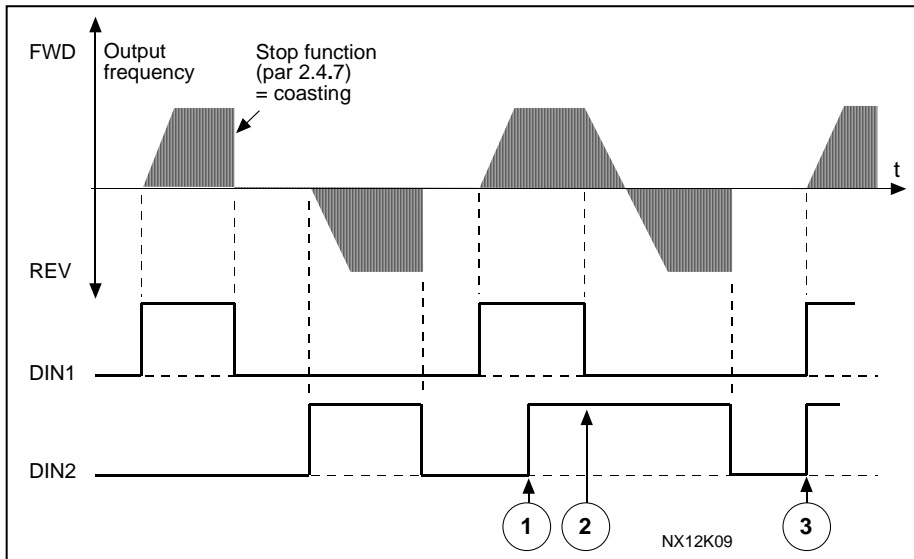 FWD
Output
frequency
Stop function
(par 2.4.7)
= coasting
t
REV
DIN1
DIN2
1
2
3
NX12K09